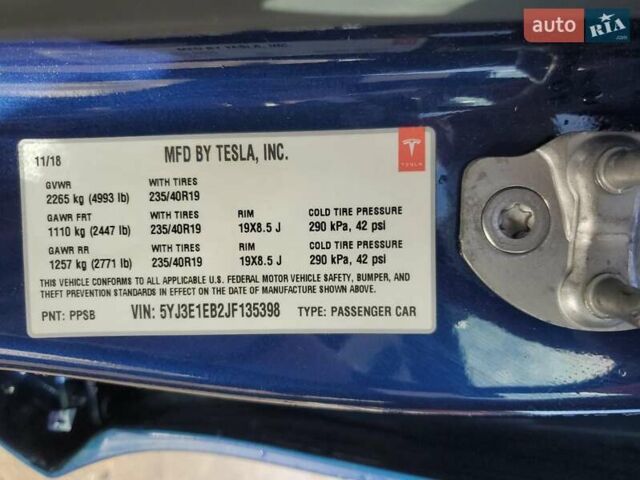 auto RIA.com
11/18 MFD BY TESLA, INC. TESLA
GVWR WITH TIRES
2265 kg (4993 lb) 235/40R19
GAWR FRT WITH TIRES RIM COLD TIRE PRESSURE
1110 kg (2447 lb) 235/40R19 19X8.5 J 290 kPa, 42 psi
GAWR RR WITH TIRES RIM COLD TIRE PRESSURE
1257 kg (2771 lb) 235/40R19 19X8.5 J 290 kPa, 42 psi
THIS VEHICLE CONFORMS TO ALL APPLICABLE U.S. FEDERAL MOTOR VEHICLE SAFETY, BUMPER, AND
THEFT PREVENTION STANDARDS IN EFFECT ON THE DATE OF MANUFACTURE SHOWN ABOVE.
PNT: PPSB VIN: 5YJ3E1EB2JF135398 TYPE: PASSENGER CAR